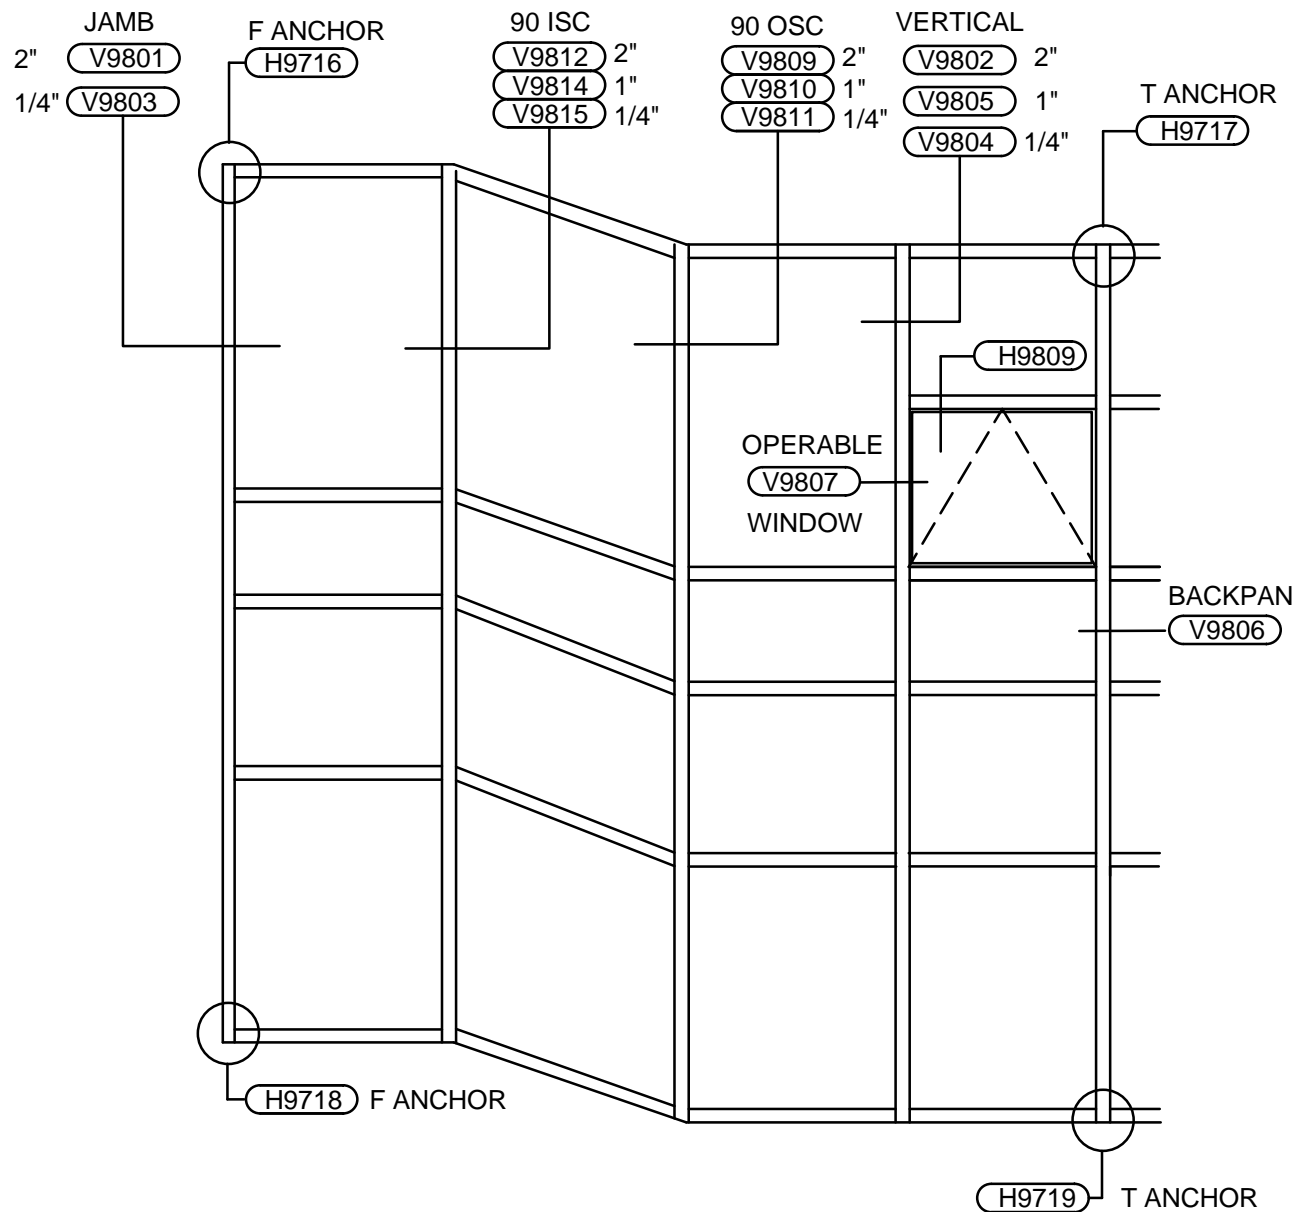 JAMB
2" V9801
1/4" V9803
F ANCHOR
H9716
90 ISC
V9812 2"
V9814 1"
V9815 1/4"
90 OSC
V9809 2"
V9810 1"
V9811 1/4"
VERTICAL
V9802 2"
V9805 1"
V9804 1/4"
T ANCHOR
H9717
H9809
OPERABLE
V9807
WINDOW
BACKPAN
V9806
H9718 F ANCHOR
H9719 T ANCHOR